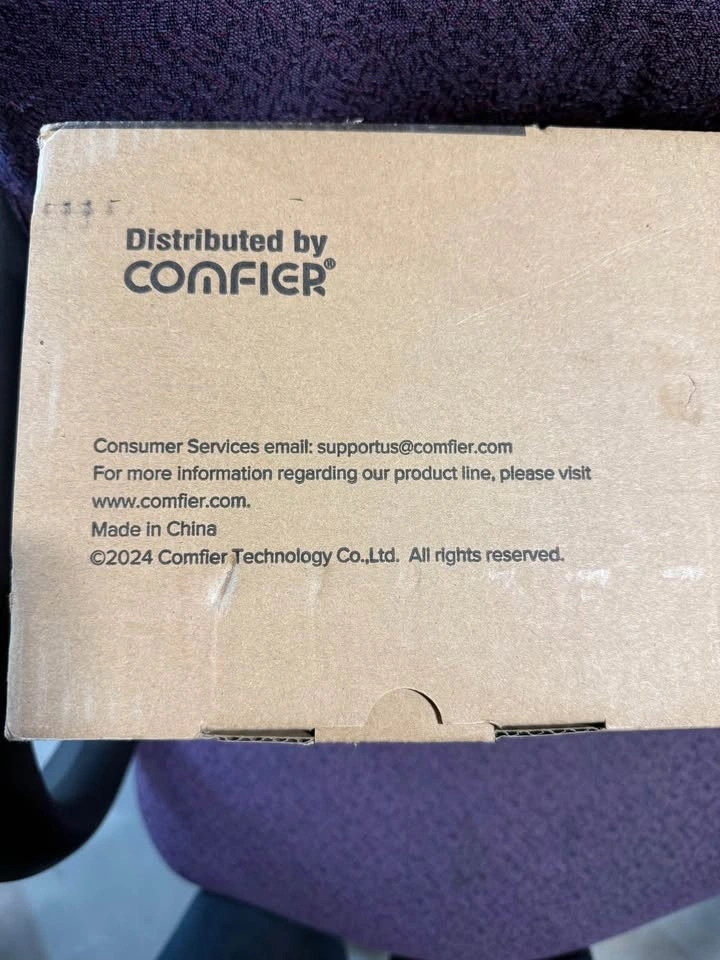 Distributed by
COMFIER®
Consumer Services email: supportus@comfier.com
For more information regarding our product line, please visit
www.comfier.com.
Made in China
©2024 Comfier Technology Co.,Ltd. All rights reserved.